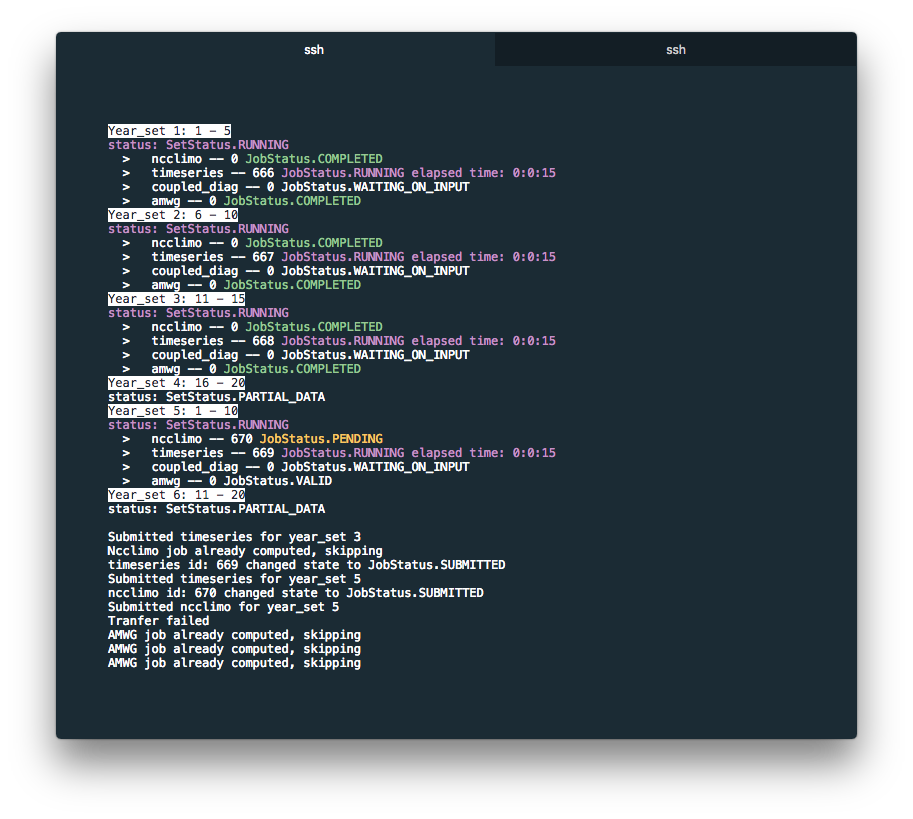 ssh
ssh
Year_set 1: 1 - 5
status: SetStatus.RUNNING
  >   ncclimo -- 0 JobStatus.COMPLETED
  >   timeseries -- 666 JobStatus.RUNNING elapsed time: 0:0:15
  >   coupled_diag -- 0 JobStatus.WAITING_ON_INPUT
  >   amwg -- 0 JobStatus.COMPLETED
Year_set 2: 6 - 10
status: SetStatus.RUNNING
  >   ncclimo -- 0 JobStatus.COMPLETED
  >   timeseries -- 667 JobStatus.RUNNING elapsed time: 0:0:15
  >   coupled_diag -- 0 JobStatus.WAITING_ON_INPUT
  >   amwg -- 0 JobStatus.COMPLETED
Year_set 3: 11 - 15
status: SetStatus.RUNNING
  >   ncclimo -- 0 JobStatus.COMPLETED
  >   timeseries -- 668 JobStatus.RUNNING elapsed time: 0:0:15
  >   coupled_diag -- 0 JobStatus.WAITING_ON_INPUT
  >   amwg -- 0 JobStatus.COMPLETED
Year_set 4: 16 - 20
status: SetStatus.PARTIAL_DATA
Year_set 5: 1 - 10
status: SetStatus.RUNNING
  >   ncclimo -- 670 JobStatus.PENDING
  >   timeseries -- 669 JobStatus.RUNNING elapsed time: 0:0:15
  >   coupled_diag -- 0 JobStatus.WAITING_ON_INPUT
  >   amwg -- 0 JobStatus.VALID
Year_set 6: 11 - 20
status: SetStatus.PARTIAL_DATA
Submitted timeseries for year_set 3
Ncclimo job already computed, skipping
timeseries id: 669 changed state to JobStatus.SUBMITTED
Submitted timeseries for year_set 5
ncclimo id: 670 changed state to JobStatus.SUBMITTED
Submitted ncclimo for year_set 5
Tranfer failed
AMWG job already computed, skipping
AMWG job already computed, skipping
AMWG job already computed, skipping